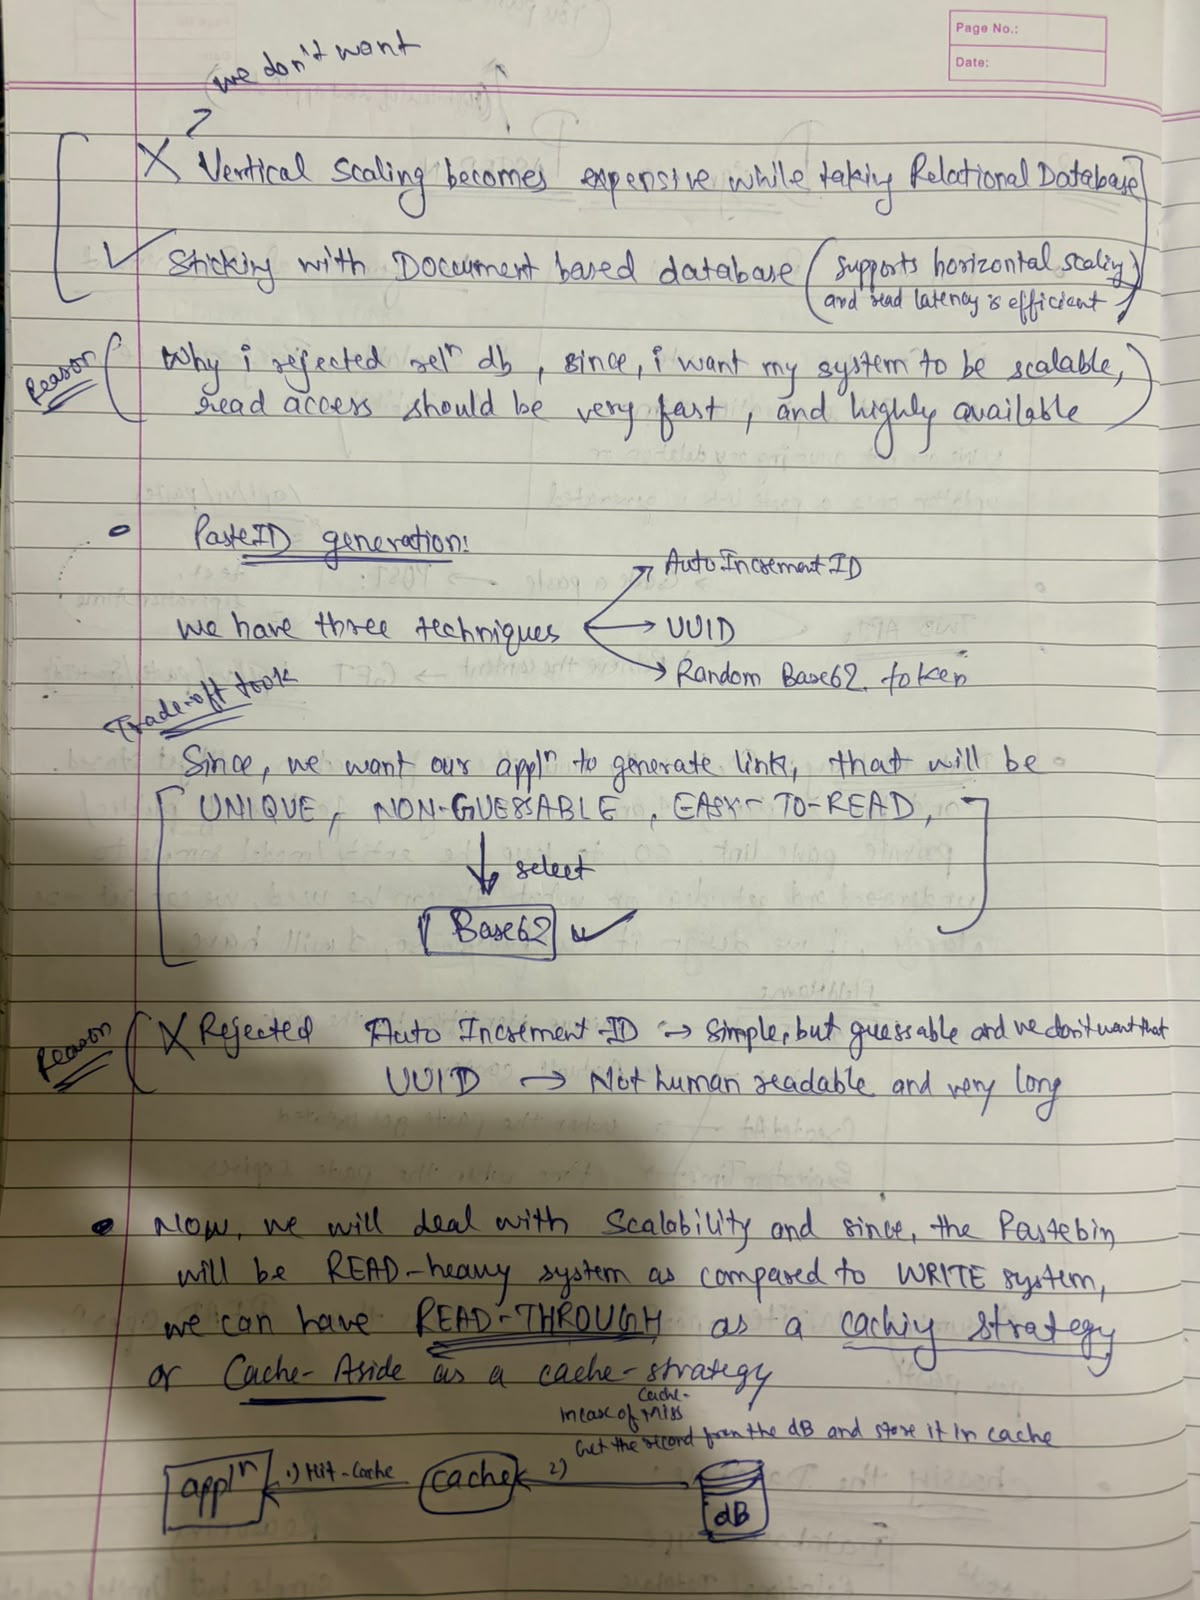 Page No.:
Date:
we don't want
X Vertical Scaling becomes expensive while taking Relational Database
✓ Sticking with Document based database (supports horizontal scaling
and read latency is efficient)
Reason
(Why i rejected relⁿ db, since, i want my system to be scalable,
read access should be very fast, and highly available)
• PasteID generation:
Auto Increment ID
we have three techniques → UUID
Random Base62 token
Trade-off took
Since, we want our applⁿ to generate link, that will be
[UNIQUE, NON-GUESSABLE, EASY-TO-READ,]
select
Base62 ✓
Reason
(X Rejected Auto Increment ID → Simple, but guessable and we don't want that
UUID → Not human readable and very long
• Now, we will deal with Scalability and since, the Pastebin
will be READ-heavy system as compared to WRITE system,
we can have READ-THROUGH as a caching strategy
or Cache-Aside as a cache-strategy
In case of Cache-Miss
Get the record from the dB and store it in cache
applⁿ 1) Hit-Cache cache 2) dB